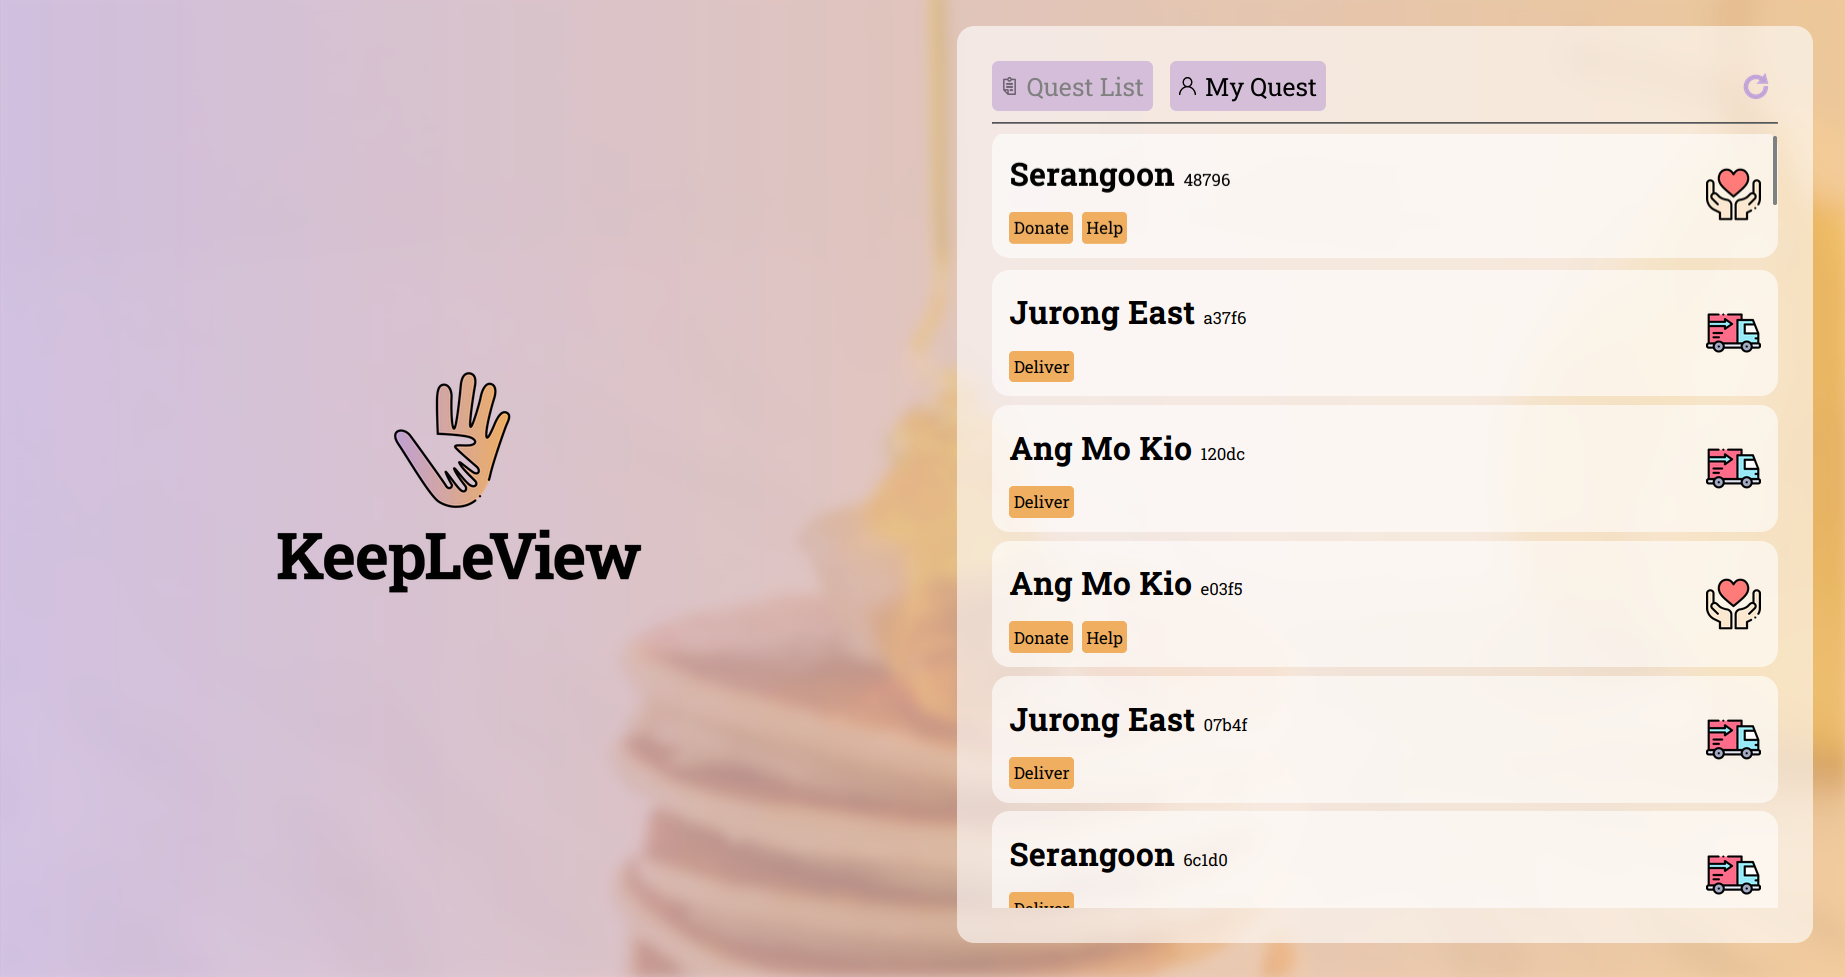 Quest List
My Quest
Serangoon 48796
Donate Help
Jurong East a37f6
Deliver
Ang Mo Kio 120dc
Deliver
Ang Mo Kio e03f5
Donate Help
Jurong East 07b4f
Deliver
Serangoon 6c1d0
Deliver
KeepLeView